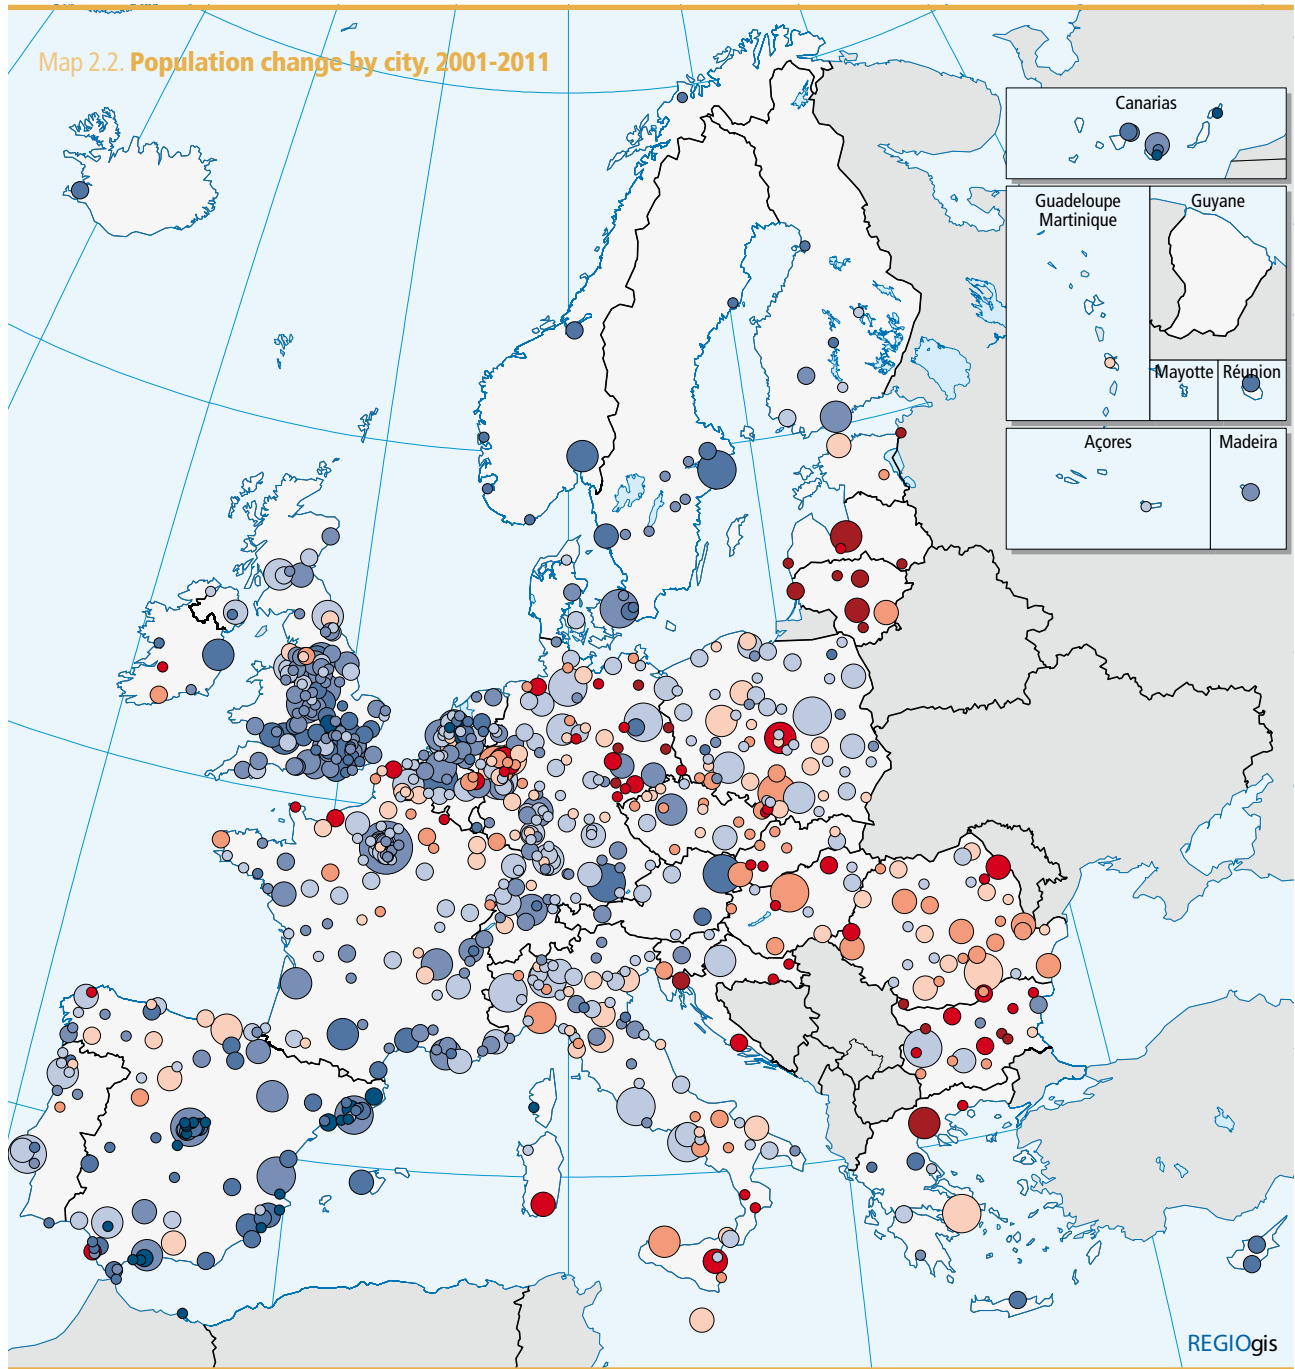 Map 2.2. Population change by city, 2001-2011
Canarias
Guadeloupe
Martinique
Guyane
Mayotte
Réunion
Açores
Madeira
REGIOgis